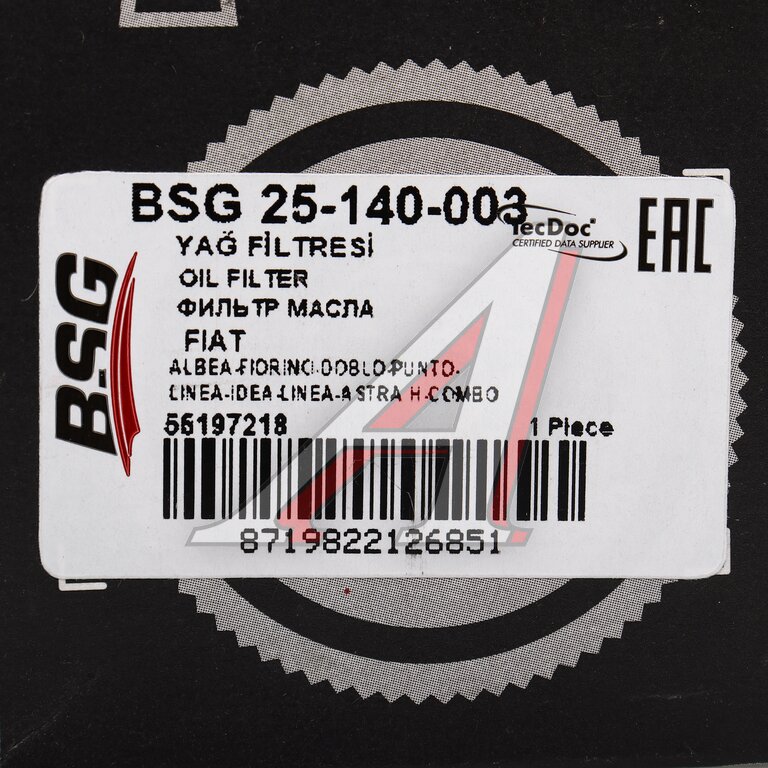 BSG 25-140-003
TecDoc
CERTIFIED DATA SUPPLIER
EAC
YAĞ FİLTRESİ
OIL FILTER
ФИЛЬТР МАСЛА
FIAT
BSG
ALBEA-FIORINO-DOBLO-PUNTO-
LINEA-IDEA-LINEA-ASTRA H-COMBO
55197218
1 Piece
8719822126851